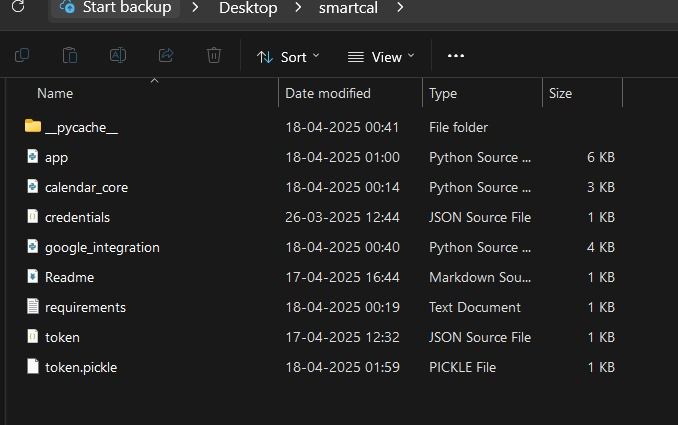 Start backup > Desktop > smartcal >
Sort View ...
Name Date modified Type Size
__pycache__ 18-04-2025 00:41 File folder
app 18-04-2025 01:00 Python Source ... 6 KB
calendar_core 18-04-2025 00:14 Python Source ... 3 KB
credentials 26-03-2025 12:44 JSON Source File 1 KB
google_integration 18-04-2025 00:40 Python Source ... 4 KB
Readme 17-04-2025 16:44 Markdown Sou... 1 KB
requirements 18-04-2025 00:19 Text Document 1 KB
token 17-04-2025 12:32 JSON Source File 1 KB
token.pickle 18-04-2025 01:59 PICKLE File 1 KB